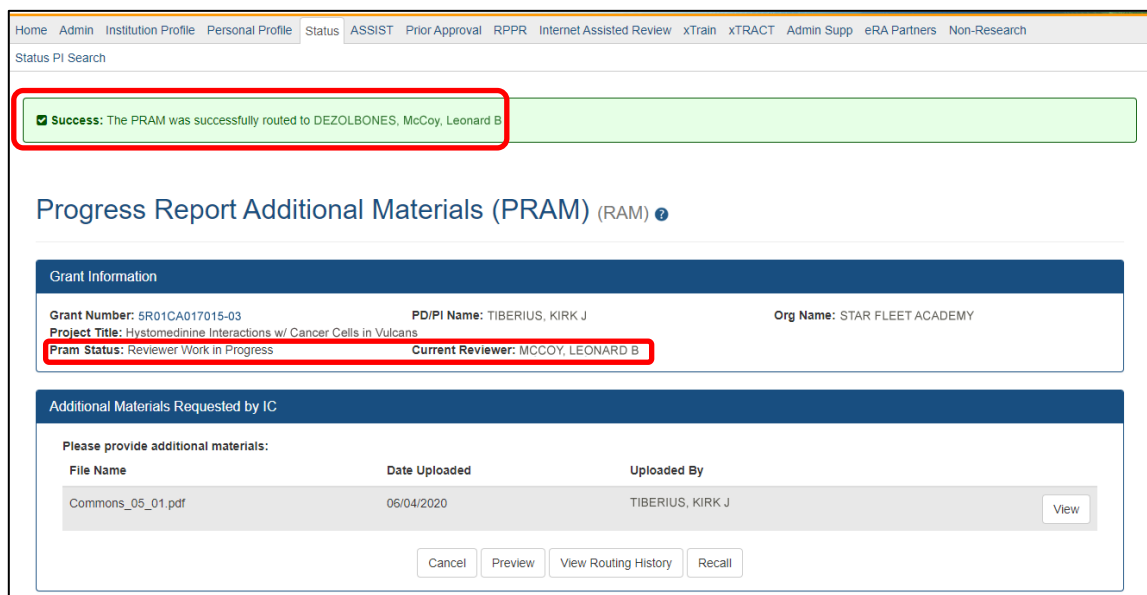 Home Admin Institution Profile Personal Profile Status ASSIST Prior Approval RPPR Internet Assisted Review xTrain xTRACT Admin Supp eRA Partners Non-Research
Status PI Search
Success: The PRAM was successfully routed to DEZOLBONES, McCoy, Leonard B
Progress Report Additional Materials (PRAM) (RAM) ?
Grant Information
Grant Number: 5R01CA017015-03 PD/PI Name: TIBERIUS, KIRK J Org Name: STAR FLEET ACADEMY
Project Title: Hystomedinine Interactions w/ Cancer Cells in Vulcans
Pram Status: Reviewer Work in Progress Current Reviewer: MCCOY, LEONARD B
Additional Materials Requested by IC
Please provide additional materials:
File Name Date Uploaded Uploaded By
Commons_05_01.pdf 06/04/2020 TIBERIUS, KIRK J View
Cancel Preview View Routing History Recall